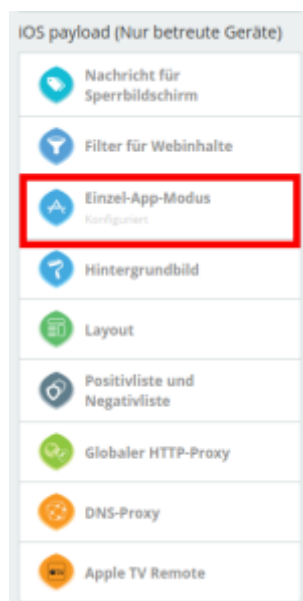 iOS payload (Nur betreute Geräte)
Nachricht für
Sperrbildschirm
Filter für Webinhalte
Einzel-App-Modus
Konfiguriert
Hintergrundbild
Layout
Positivliste und
Negativliste
Globaler HTTP-Proxy
DNS-Proxy
Apple TV Remote